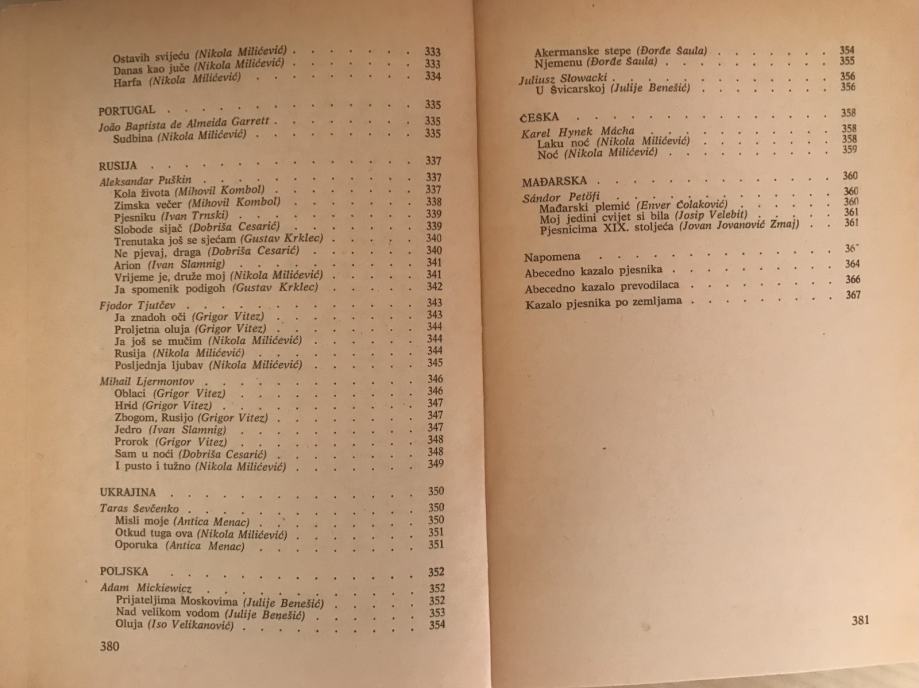 Ostavih svijeću (Nikola Milićević) . . . . . . . 333
Danas kao juče (Nikola Milićević) . . . . . . . 333
Harfa (Nikola Milićević) . . . . . . . . . 334
PORTUGAL . . . . . . . . . . . . 335
João Baptista de Almeida Garrett . . . . . . . 335
Sudbina (Nikola Milićević) . . . . . . . . 335
RUSIJA . . . . . . . . . . . . . 337
Aleksandar Puškin . . . . . . . . . . 337
Kola života (Mihovil Kombol) . . . . . . . 337
Zimska večer (Mihovil Kombol) . . . . . . . 338
Pjesniku (Ivan Trnski) . . . . . . . . . 339
Slobode sijač (Dobriša Cesarić) . . . . . . . 339
Trenutaka još se sjećam (Gustav Krklec) . . . . . 340
Ne pjevaj, draga (Dobriša Cesarić) . . . . . . 340
Arion (Ivan Slamnig) . . . . . . . . . 341
Vrijeme je, druže moj (Nikola Milićević) . . . . . 341
Ja spomenik podigoh (Gustav Krklec) . . . . . 342
Fjodor Tjutčev . . . . . . . . . . . 343
Ja znadoh oči (Grigor Vitez) . . . . . . . 343
Proljetna oluja (Grigor Vitez) . . . . . . . 344
Ja još se mučim (Nikola Milićević) . . . . . . 344
Rusija (Nikola Milićević) . . . . . . . . 344
Posljednja ljubav (Nikola Milićević) . . . . . . 345
Mihail Ljermontov . . . . . . . . . . 346
Oblaci (Grigor Vitez) . . . . . . . . . 346
Hrid (Grigor Vitez) . . . . . . . . . . 347
Zbogom, Rusijo (Grigor Vitez) . . . . . . . 347
Jedro (Ivan Slamnig) . . . . . . . . . 347
Prorok (Grigor Vitez) . . . . . . . . . 348
Sam u noći (Dobriša Cesarić) . . . . . . . 348
I pusto i tužno (Nikola Milićević) . . . . . . 349
UKRAJINA . . . . . . . . . . . . 350
Taras Ševčenko . . . . . . . . . . . 350
Misli moje (Antica Menac) . . . . . . . . 350
Otkud tuga ova (Nikola Milićević) . . . . . . 351
Oporuka (Antica Menac) . . . . . . . . 351
POLJSKA . . . . . . . . . . . . 352
Adam Mickiewicz . . . . . . . . . . 352
Prijateljima Moskovima (Julije Benešić) . . . . . 352
Nad velikom vodom (Julije Benešić) . . . . . . 353
Oluja (Iso Velikanović) . . . . . . . . . 354
380
Akermanske stepe (Đorđe Šaula) . . . . . . . 354
Njemenu (Đorđe Šaula) . . . . . . . . . 355
Juliusz Słowacki . . . . . . . . . . . 356
U Švicarskoj (Julije Benešić) . . . . . . . . 356
ČEŠKA . . . . . . . . . . . . . 358
Karel Hynek Mácha . . . . . . . . . . 358
Laku noć (Nikola Milićević) . . . . . . . . 358
Noć (Nikola Milićević) . . . . . . . . . 359
MAĐARSKA . . . . . . . . . . . . 360
Sándor Petöfi . . . . . . . . . . . . 360
Mađarski plemić (Enver Čolaković) . . . . . . 360
Moj jedini cvijet si bila (Josip Velebit) . . . . . . 361
Pjesnicima XIX. stoljeća (Jovan Jovanović Zmaj) . . 361
Napomena . . . . . . . . . . . .
Abecedno kazalo pjesnika . . . . . . . . . 364
Abecedno kazalo prevodilaca . . . . . . . . 366
Kazalo pjesnika po zemljama . . . . . . . . 367
381